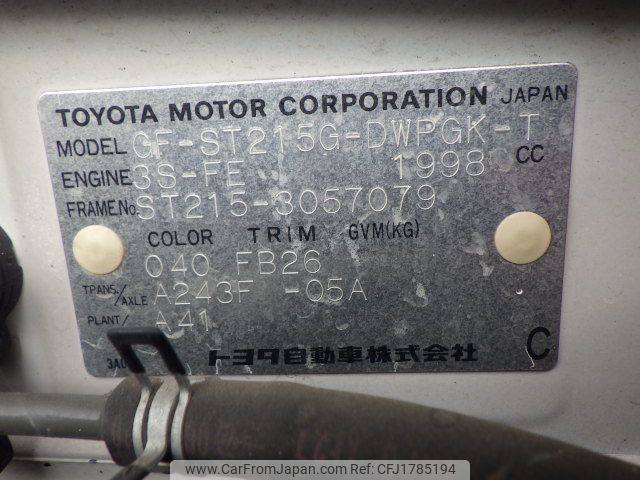 TOYOTA MOTOR CORPORATION JAPAN
MODEL GF-ST215G-DWPGK-T
ENGINE 3S-FE 1998 CC
FRAME No. ST215-3057079
COLOR TRIM GVM(KG)
040 FB26
TRANS./AXLE A243F -05A
PLANT/ A41
トヨタ自動車株式会社 C
www.CarFromJapan.com | Stock ID: CFJ1785194